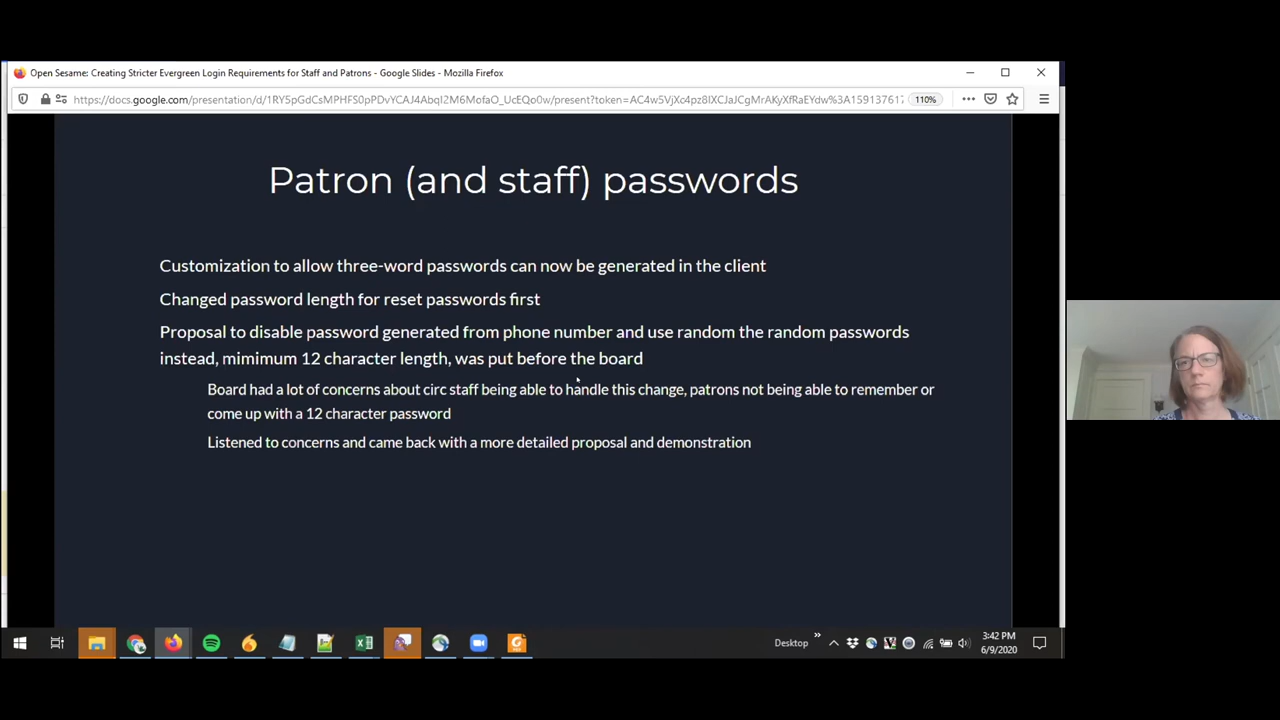 Open Sesame: Creating Stricter Evergreen Login Requirements for Staff and Patrons - Google Slides - Mozilla Firefox
110%
Patron (and staff) passwords
Customization to allow three-word passwords can now be generated in the client
Changed password length for reset passwords first
Proposal to disable password generated from phone number and use random the random passwords
instead, mimimum 12 character length, was put before the board
Board had a lot of concerns about circ staff being able to handle this change, patrons not being able to remember or
come up with a 12 character password
Listened to concerns and came back with a more detailed proposal and demonstration
Desktop
3:42 PM
6/9/2020